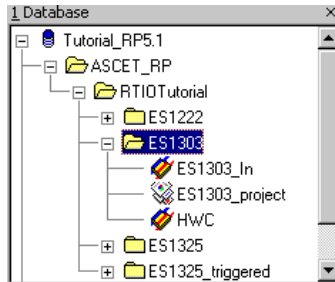 1 Database
Tutorial_RP5.1
ASCET_RP
RTIOTutorial
ES1222
ES1303
ES1303_In
ES1303_project
HWC
ES1325
ES1325_triggered